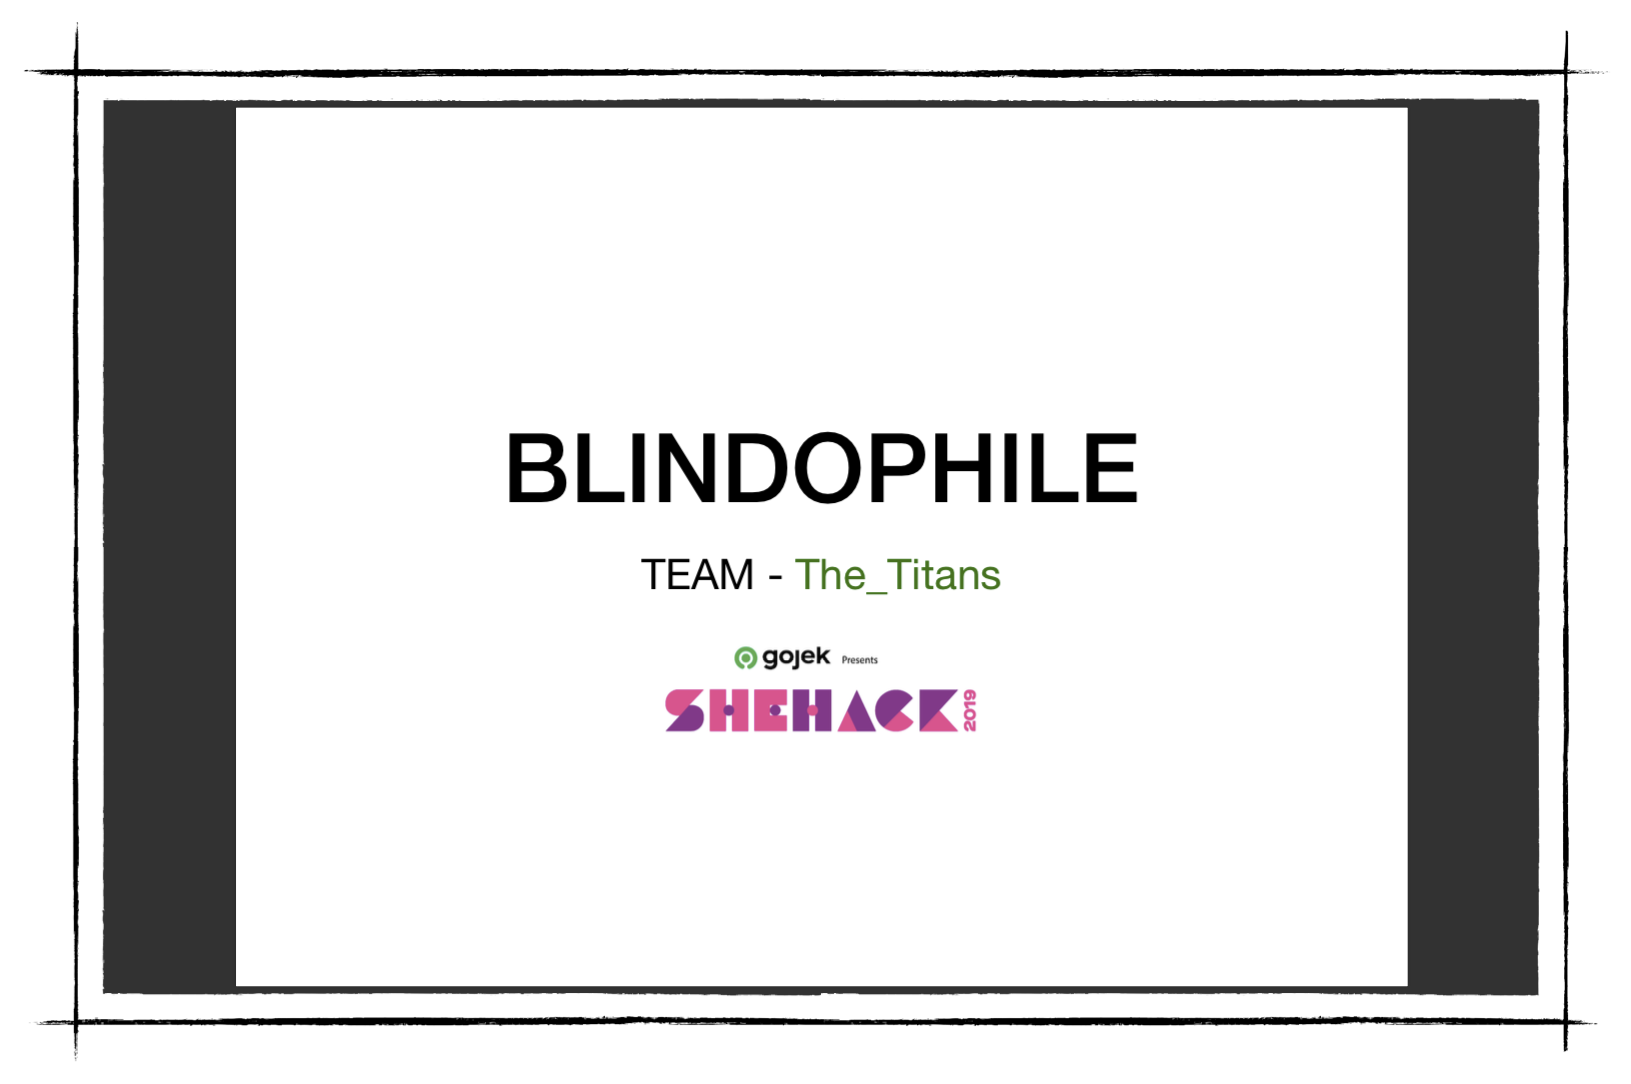 BLINDOPHILE
TEAM - The_Titans
gojek Presents
SHEHACK 2019